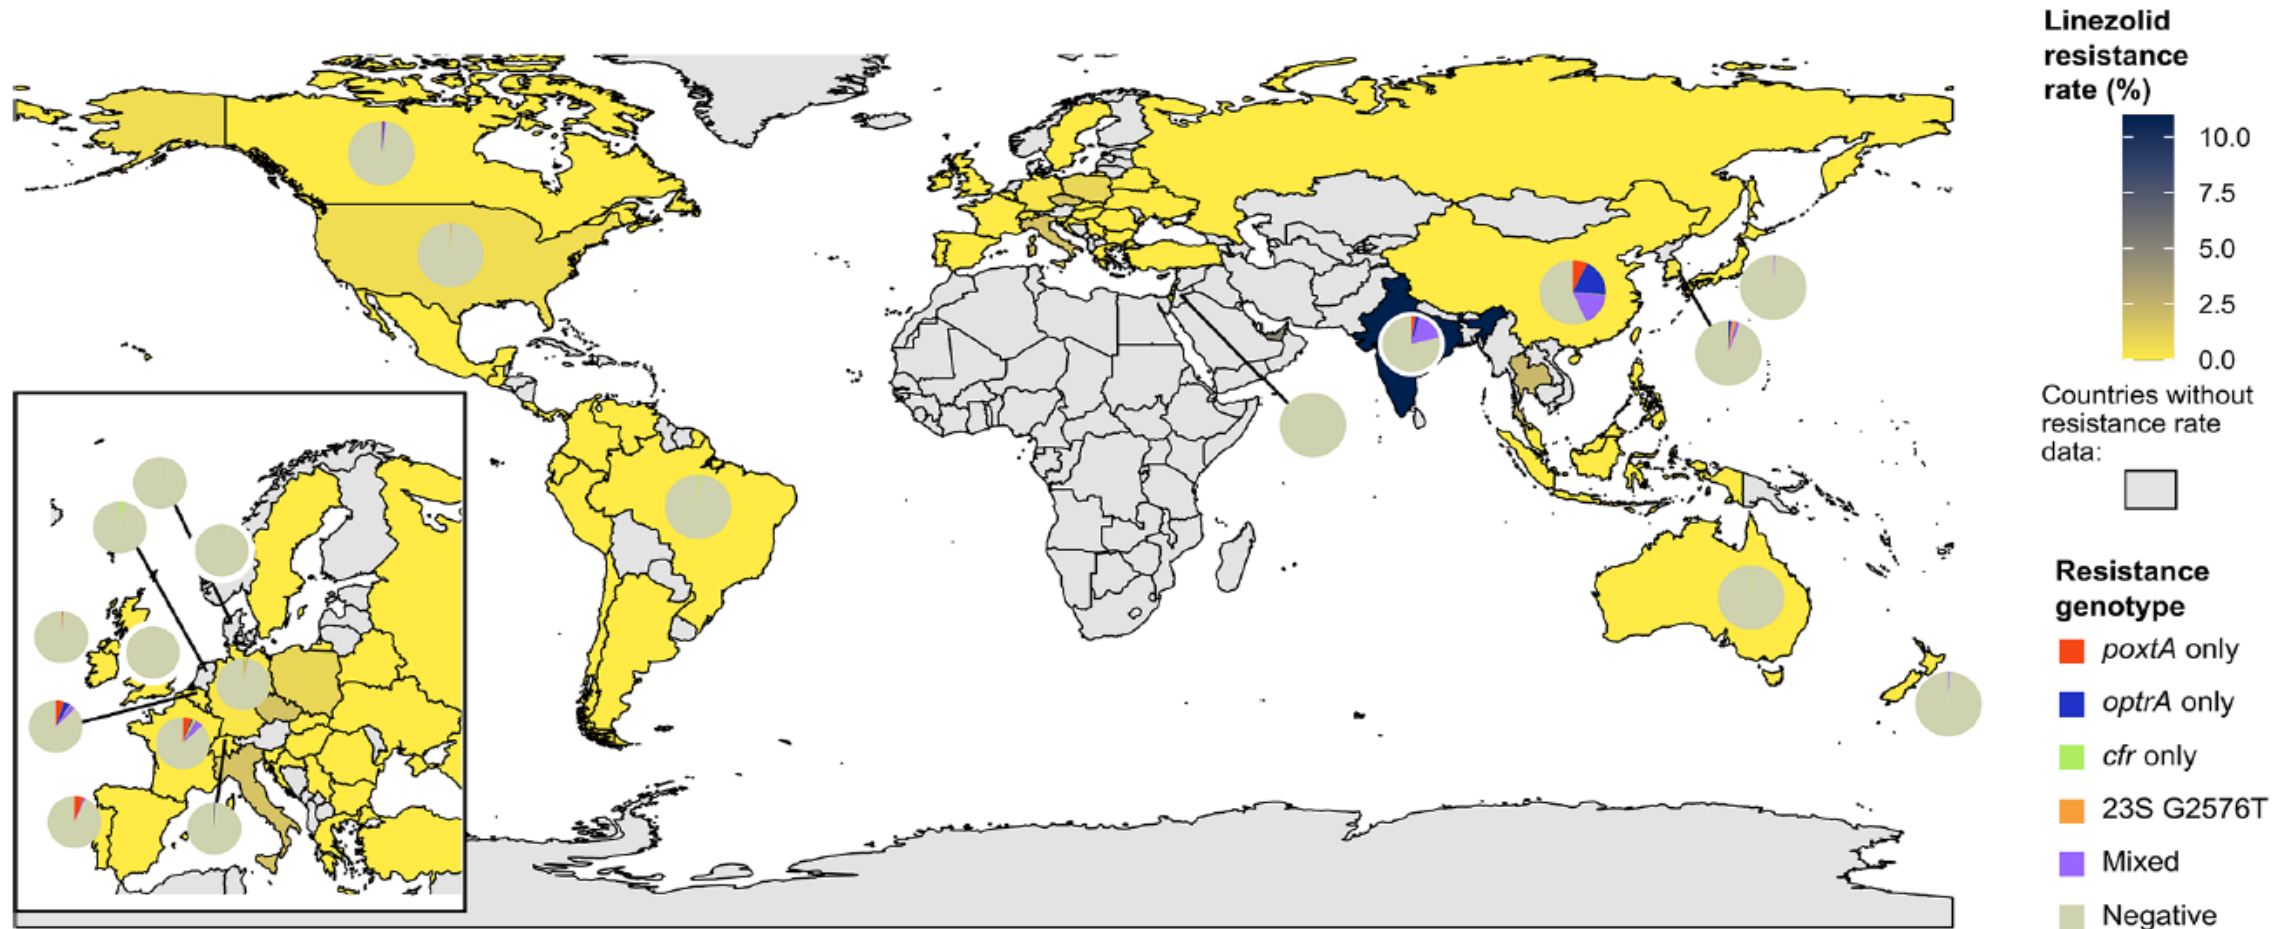 Linezolid
resistance
rate (%)
10.0
7.5
5.0
2.5
0.0
Countries without
resistance rate
data:
Resistance
genotype
poxtA only
optrA only
cfr only
23S G2576T
Mixed
Negative